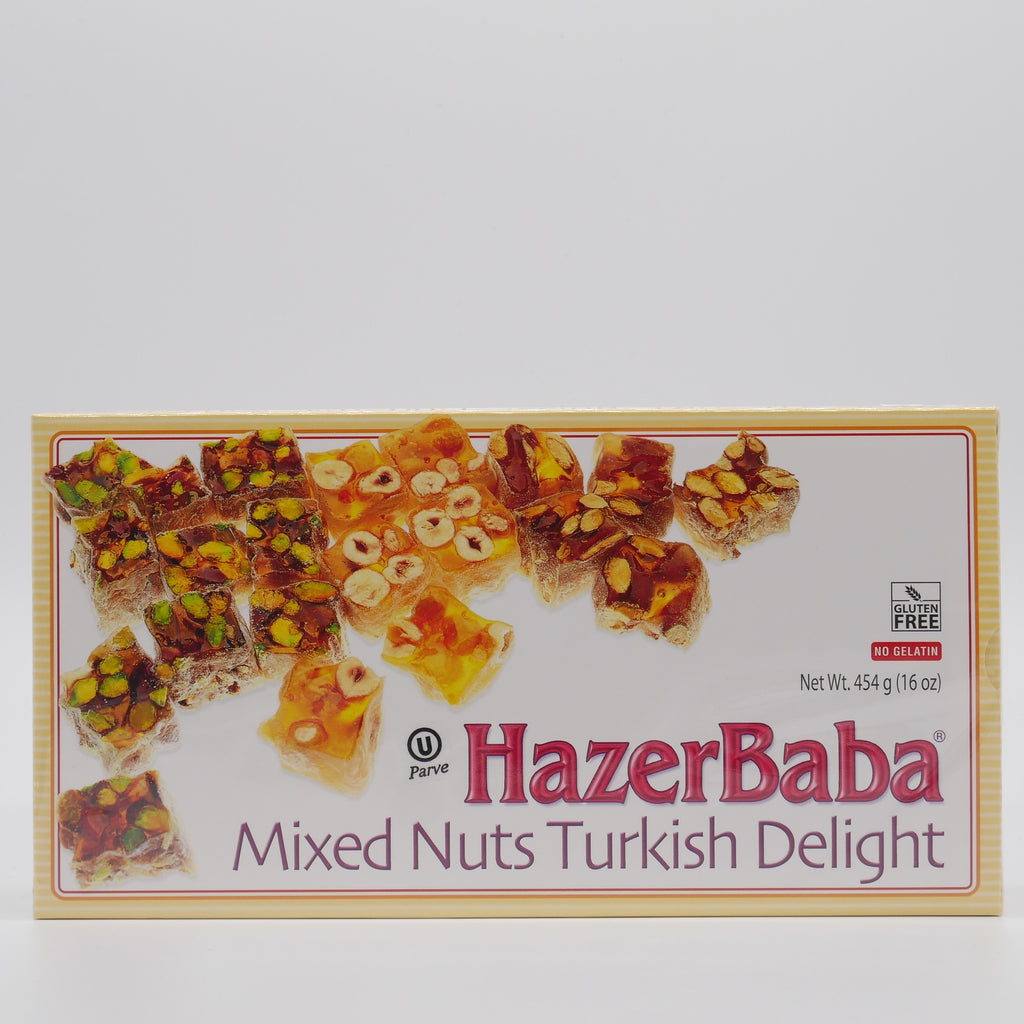 GLUTEN
FREE
NO GELATIN
Net Wt. 454 g (16 oz)
U
Parve
HazerBaba®
Mixed Nuts Turkish Delight